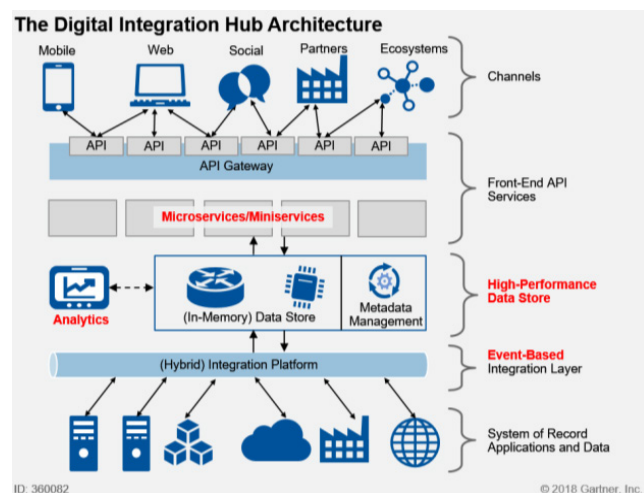 The Digital Integration Hub Architecture
Mobile
Web
Social
Partners
Ecosystems
Channels
API
API
API
API
API
API
API Gateway
Front-End API
Services
Microservices/Miniservices
Analytics
(In-Memory) Data Store
Metadata
Management
High-Performance
Data Store
(Hybrid) Integration Platform
Event-Based
Integration Layer
System of Record
Applications and Data
ID: 360082
© 2018 Gartner, Inc.